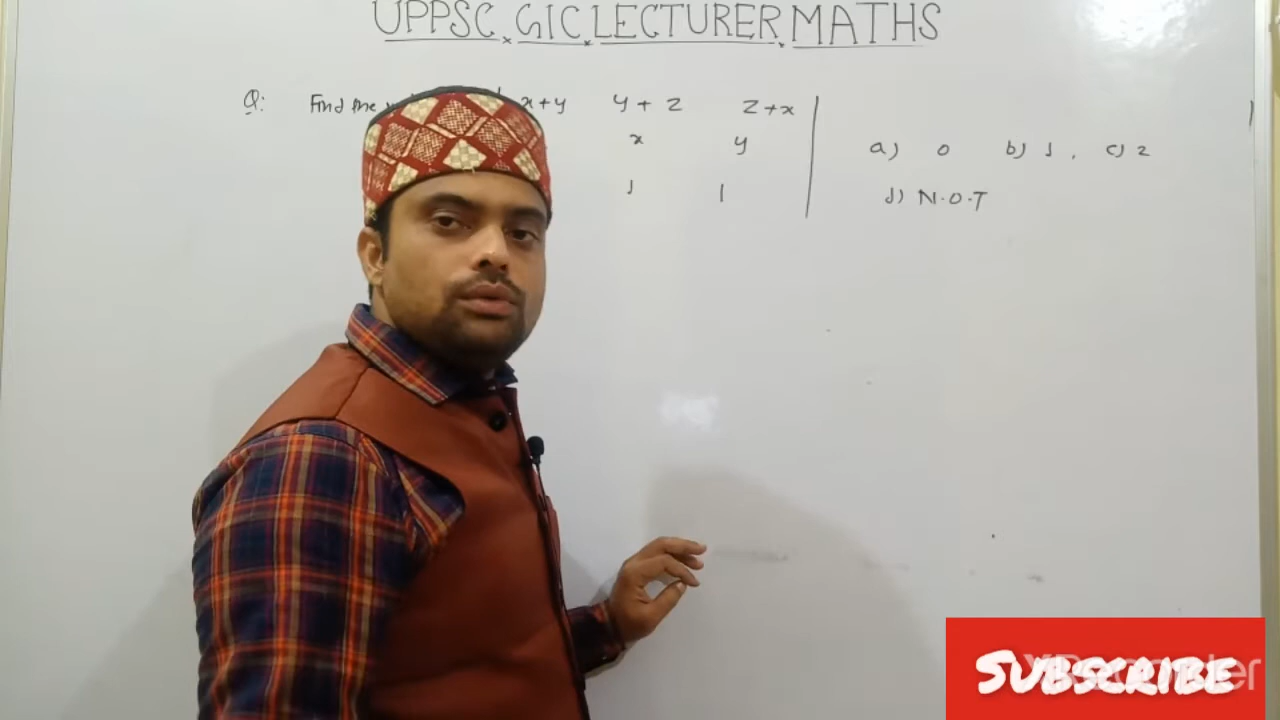 UPPSC GIC LECTURER MATHS
Q: Find the x+y y+z z+x
x y
1 1
a) 0 b) 1, c) 2
d) N.O.T
SUBSCRIBE